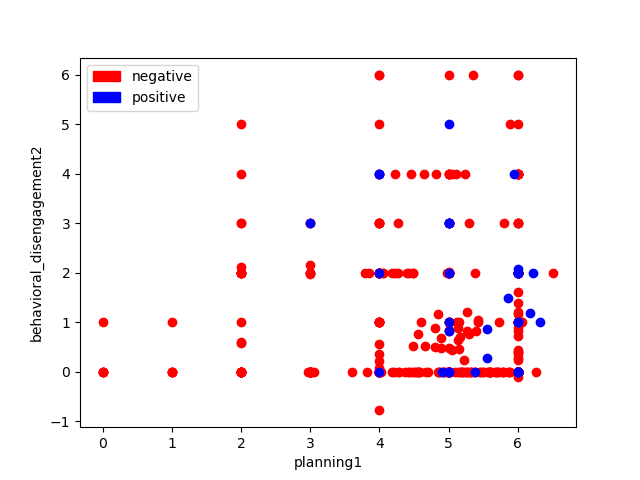 negative
positive
6
5
4
3
2
1
0
−1
behavioral_disengagement2
0 1 2 3 4 5 6
planning1